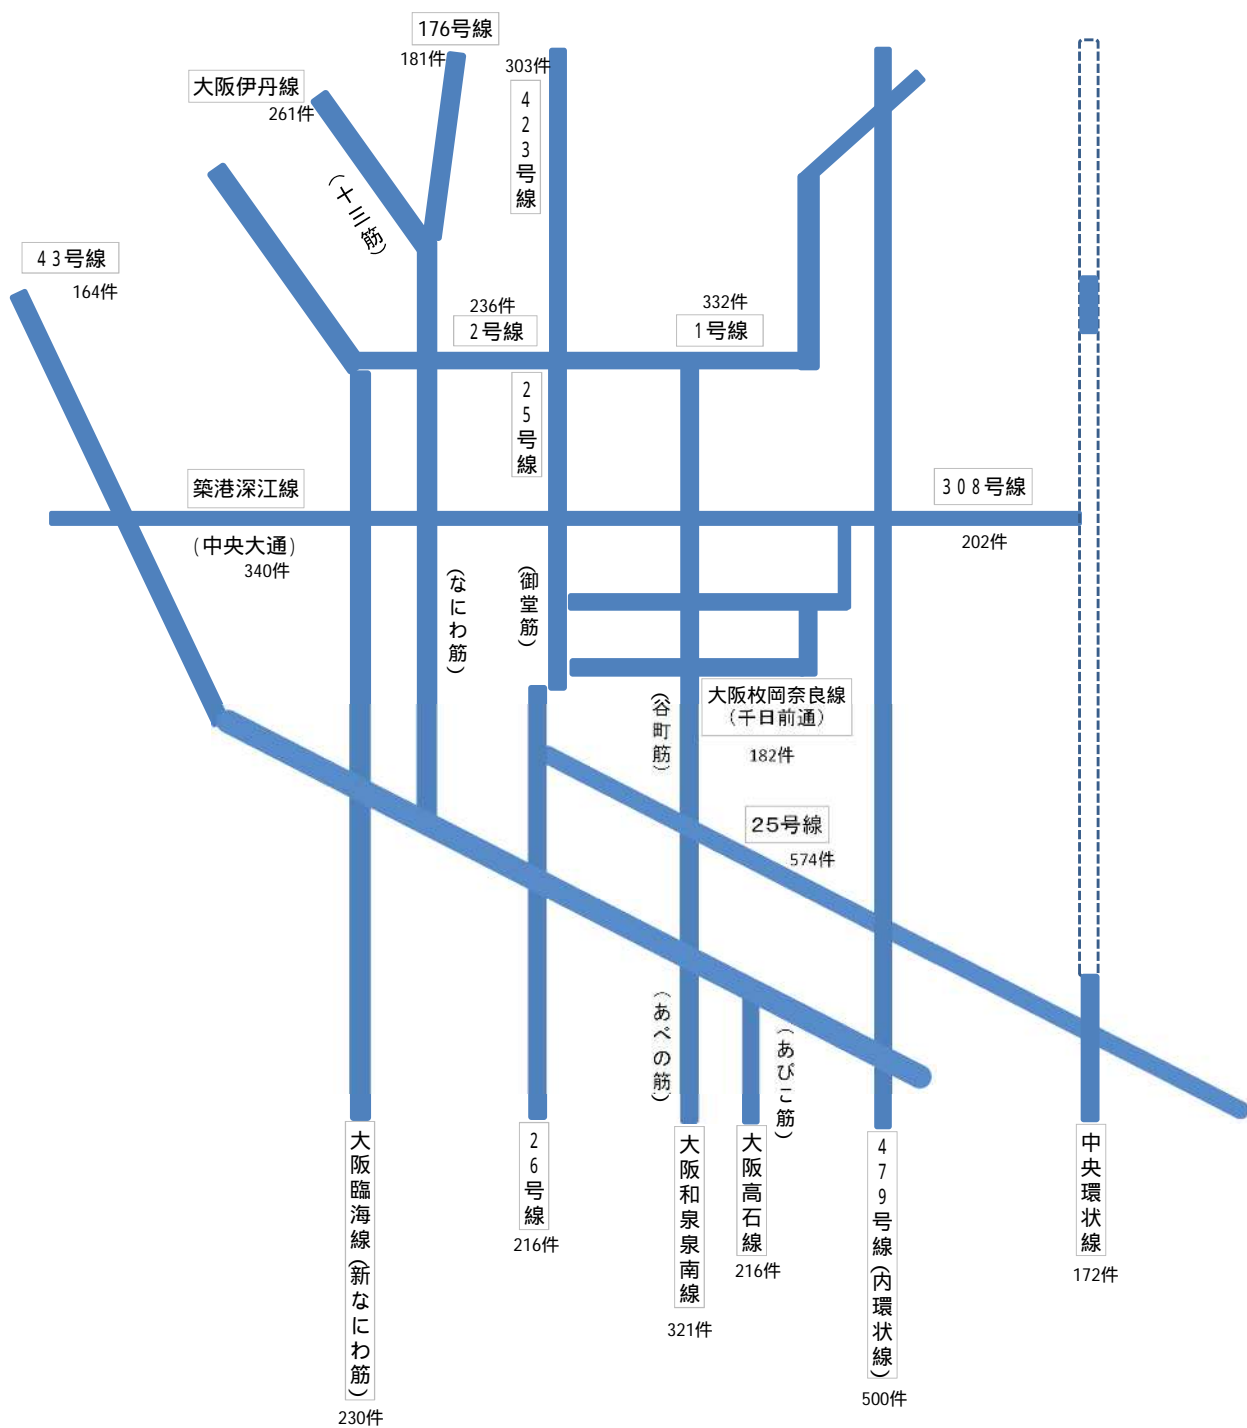 176号線
181件
303件
大阪伊丹線
261件
423号線
(十三筋)
43号線
164件
236件
2号線
332件
1号線
25号線
築港深江線
(中央大通)
340件
308号線
202件
(なにわ筋)
(御堂筋)
(谷町筋)
大阪枚岡奈良線
(千日前通)
182件
25号線
574件
(あべの筋)
(あびこ筋)
大阪臨海線(新なにわ筋)
230件
26号線
216件
大阪和泉泉南線
321件
大阪高石線
216件
479号線(内環状線)
500件
中央環状線
172件